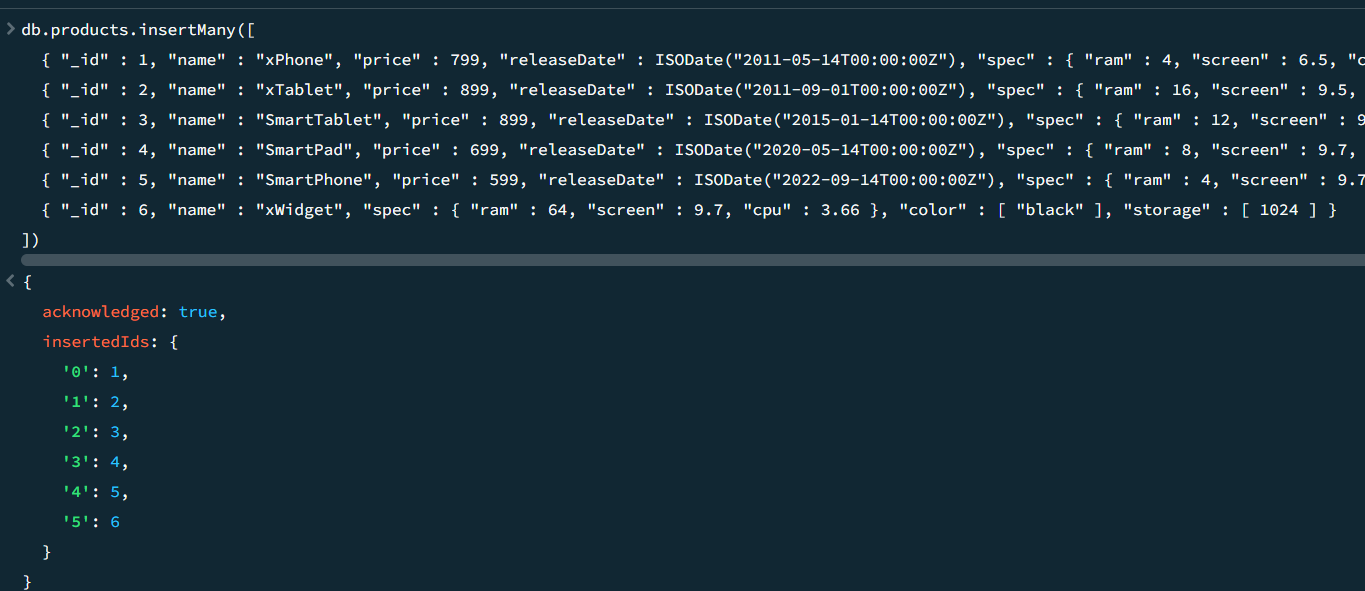 db.products.insertMany([
{ "_id" : 1, "name" : "xPhone", "price" : 799, "releaseDate" : ISODate("2011-05-14T00:00:00Z"), "spec" : { "ram" : 4, "screen" : 6.5, "c
{ "_id" : 2, "name" : "xTablet", "price" : 899, "releaseDate" : ISODate("2011-09-01T00:00:00Z"), "spec" : { "ram" : 16, "screen" : 9.5,
{ "_id" : 3, "name" : "SmartTablet", "price" : 899, "releaseDate" : ISODate("2015-01-14T00:00:00Z"), "spec" : { "ram" : 12, "screen" : 9
{ "_id" : 4, "name" : "SmartPad", "price" : 699, "releaseDate" : ISODate("2020-05-14T00:00:00Z"), "spec" : { "ram" : 8, "screen" : 9.7,
{ "_id" : 5, "name" : "SmartPhone", "price" : 599, "releaseDate" : ISODate("2022-09-14T00:00:00Z"), "spec" : { "ram" : 4, "screen" : 9.7
{ "_id" : 6, "name" : "xWidget", "spec" : { "ram" : 64, "screen" : 9.7, "cpu" : 3.66 }, "color" : [ "black" ], "storage" : [ 1024 ] }
])
{
acknowledged: true,
insertedIds: {
'0': 1,
'1': 2,
'2': 3,
'3': 4,
'4': 5,
'5': 6
}
}